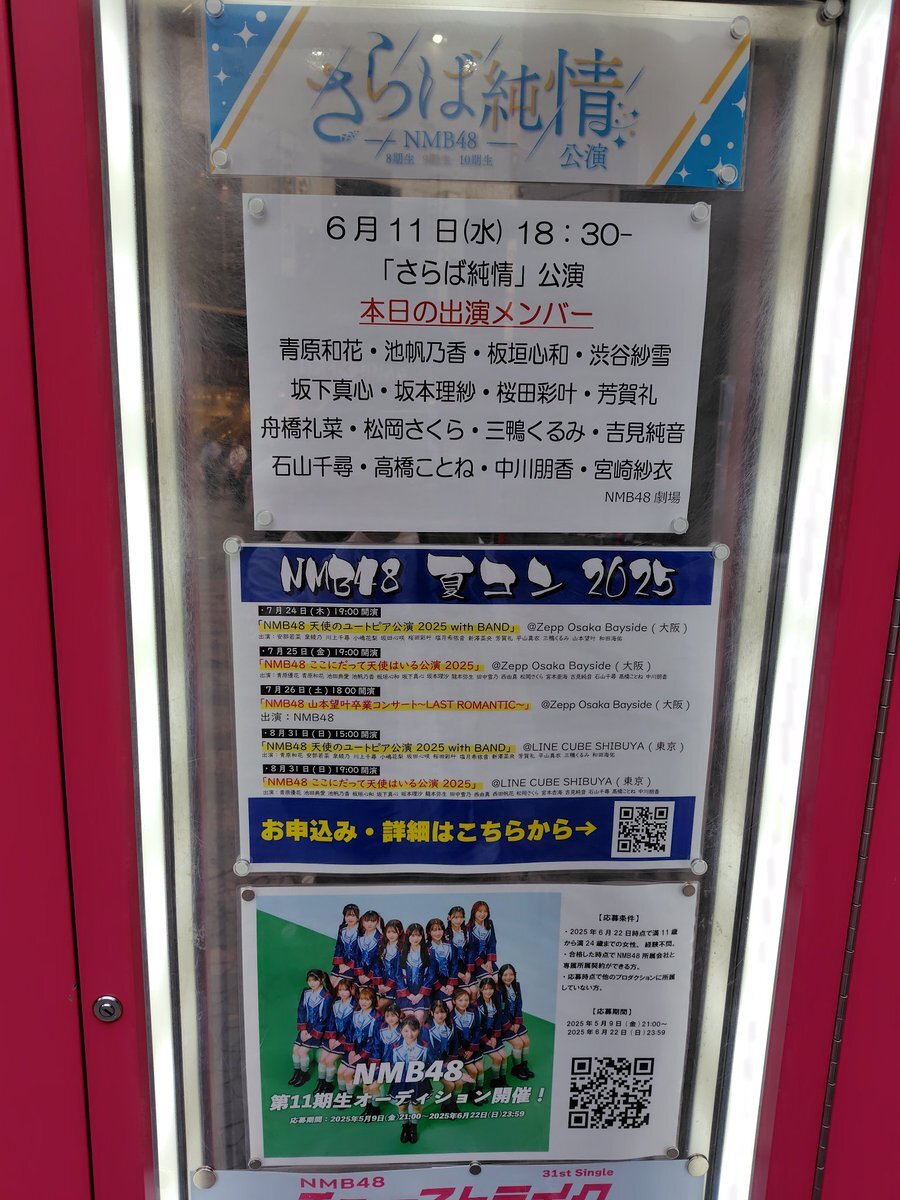 さらば純情
NMB48
8期生 9期生 10期生
公演
6月11日(水) 18：30-
「さらば純情」公演
本日の出演メンバー
青原和花・池帆乃香・板垣心和・渋谷紗雪
坂下真心・坂本理紗・桜田彩叶・芳賀礼
舟橋礼菜・松岡さくら・三鴨くるみ・吉見純音
石山千尋・高橋ことね・中川朋香・宮崎紗衣
NMB48 劇場
NMB48 夏コン 2025
・7月24日(木) 19:00 開演
「NMB48 天使のユートピア公演 2025 with BAND」 @Zepp Osaka Bayside (大阪)
・7月25日(金) 19:00 開演
「NMB48 ここにだって天使はいる公演 2025」 @Zepp Osaka Bayside (大阪)
・7月26日(土) 18:00 開演
「NMB48 山本望叶卒業コンサート～LAST ROMANTIC～」 @Zepp Osaka Bayside (大阪)
出演：NMB48
・8月31日(日) 15:00 開演
「NMB48 天使のユートピア公演 2025 with BAND」 @LINE CUBE SHIBUYA (東京)
・8月31日(日) 19:00 開演
「NMB48 ここにだって天使はいる公演 2025」 @LINE CUBE SHIBUYA (東京)
お申込み・詳細はこちらから→
NMB48
第11期生オーディション開催！
応募期間：2025年5月9日(金)21:00～2025年6月22日(日)23:59
【応募条件】
・2025年6月22日時点で満11歳
から満24歳までの女性、経験不問。
・合格した時点でNMB48所属会社と
専属所属契約ができる方。
・応募時点で他のプロダクションに所属
していない方。
【応募期間】
2025年5月9日(金)21:00～
2025年6月22日(日)23:59
NMB48
31st Single